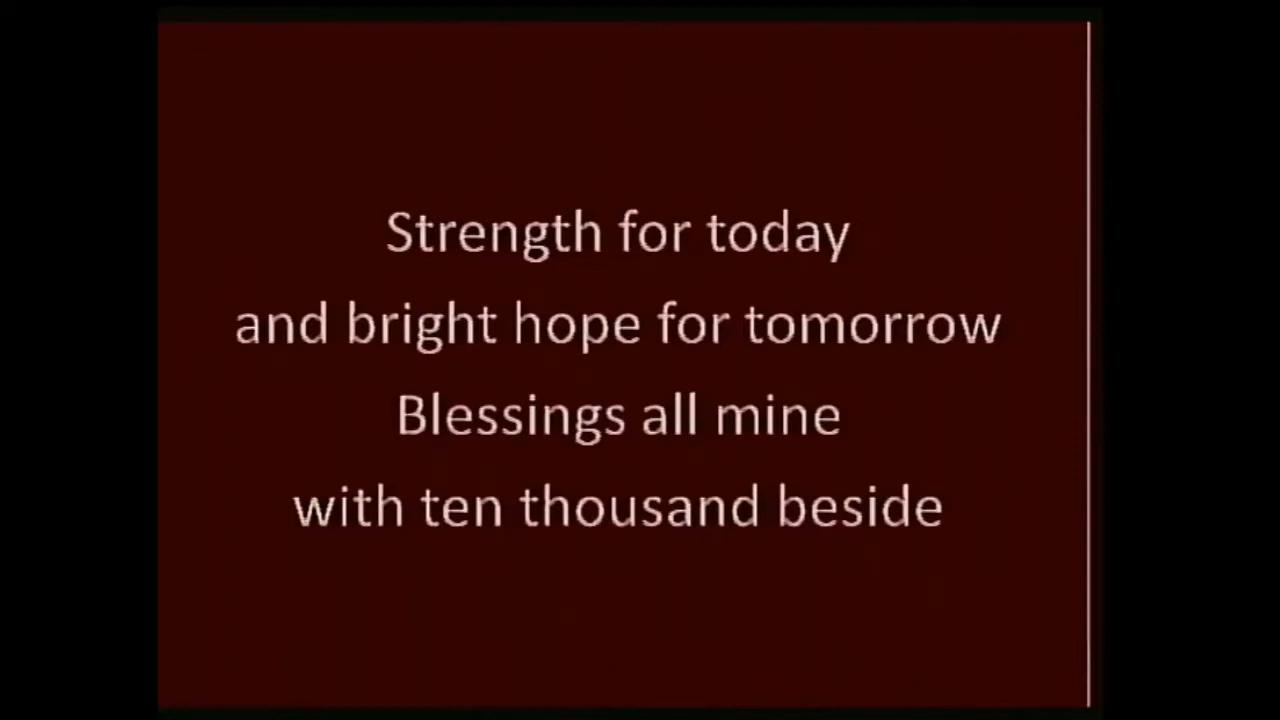 Strength for today
and bright hope for tomorrow
Blessings all mine
with ten thousand beside